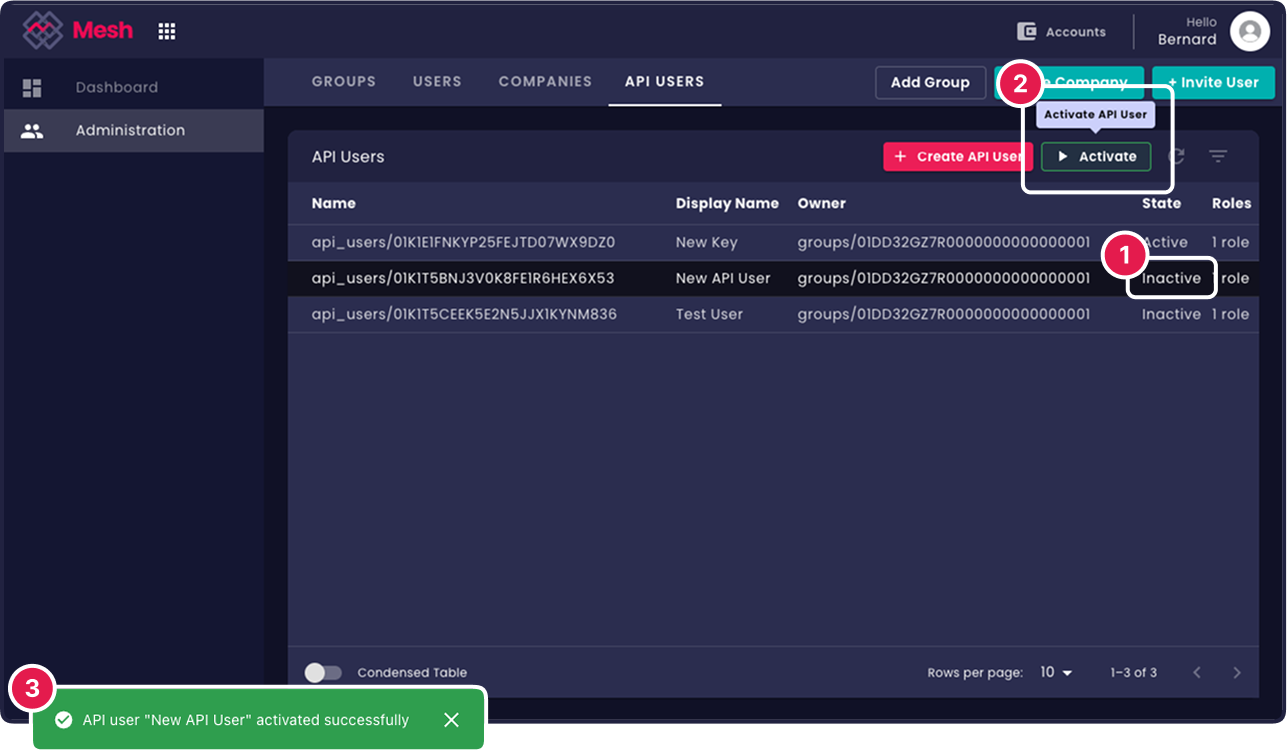 Mesh
Accounts
Hello
Bernard
Dashboard
Administration
GROUPS USERS COMPANIES API USERS
Add Group
2
Company
+ Invite User
Activate API User
API Users
+ Create API User
Activate
Name Display Name Owner State Roles
api_users/01K1E1FNKYP25FEJTD07WX9DZ0 New Key groups/01DD32GZ7R0000000000000001 Active 1 role
1
api_users/01K1T5BNJ3V0K8FE1R6HEX6X53 New API User groups/01DD32GZ7R0000000000000001 Inactive 1 role
api_users/01K1T5CEEK5E2N5JJX1KYNM836 Test User groups/01DD32GZ7R0000000000000001 Inactive 1 role
Condensed Table
Rows per page: 10 1–3 of 3
3
API user "New API User" activated successfully